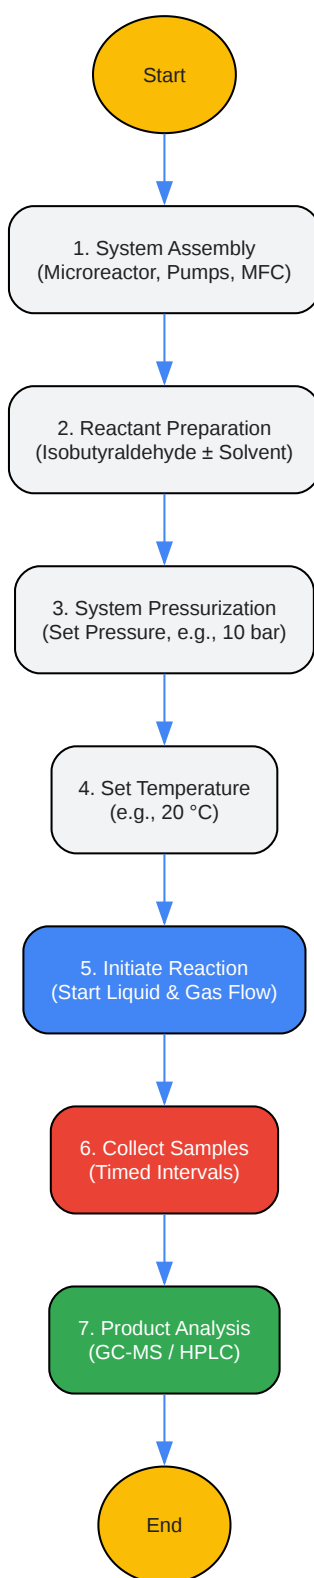 Start
1. System Assembly
(Microreactor, Pumps, MFC)
2. Reactant Preparation
(Isobutyraldehyde ± Solvent)
3. System Pressurization
(Set Pressure, e.g., 10 bar)
4. Set Temperature
(e.g., 20 °C)
5. Initiate Reaction
(Start Liquid & Gas Flow)
6. Collect Samples
(Timed Intervals)
7. Product Analysis
(GC-MS / HPLC)
End